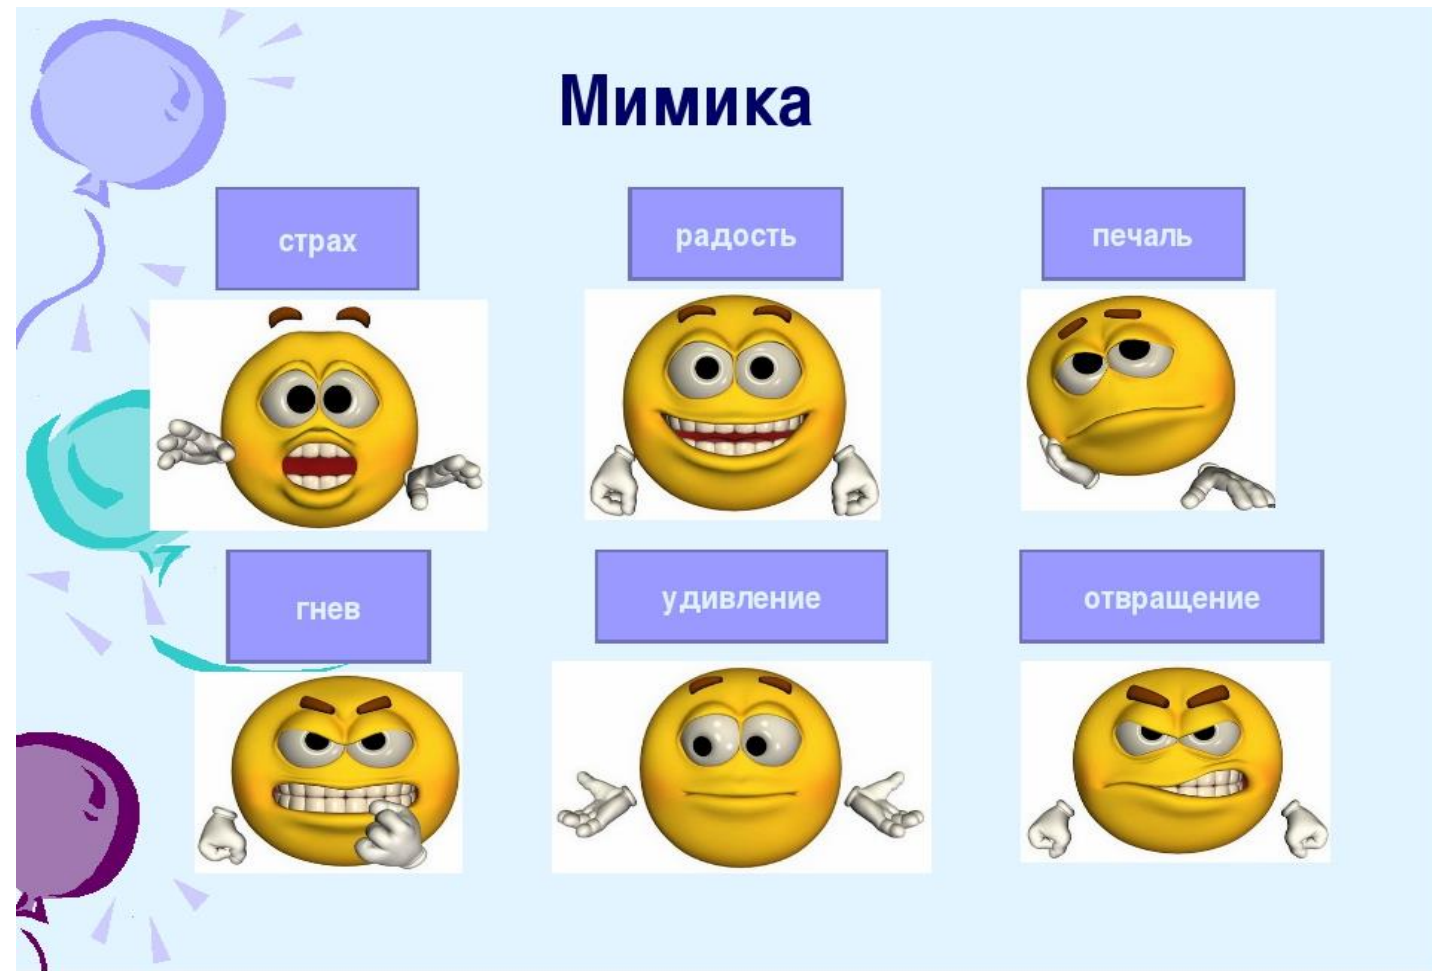 Мимика
страх
радость
печаль
гнев
удивление
отвращение